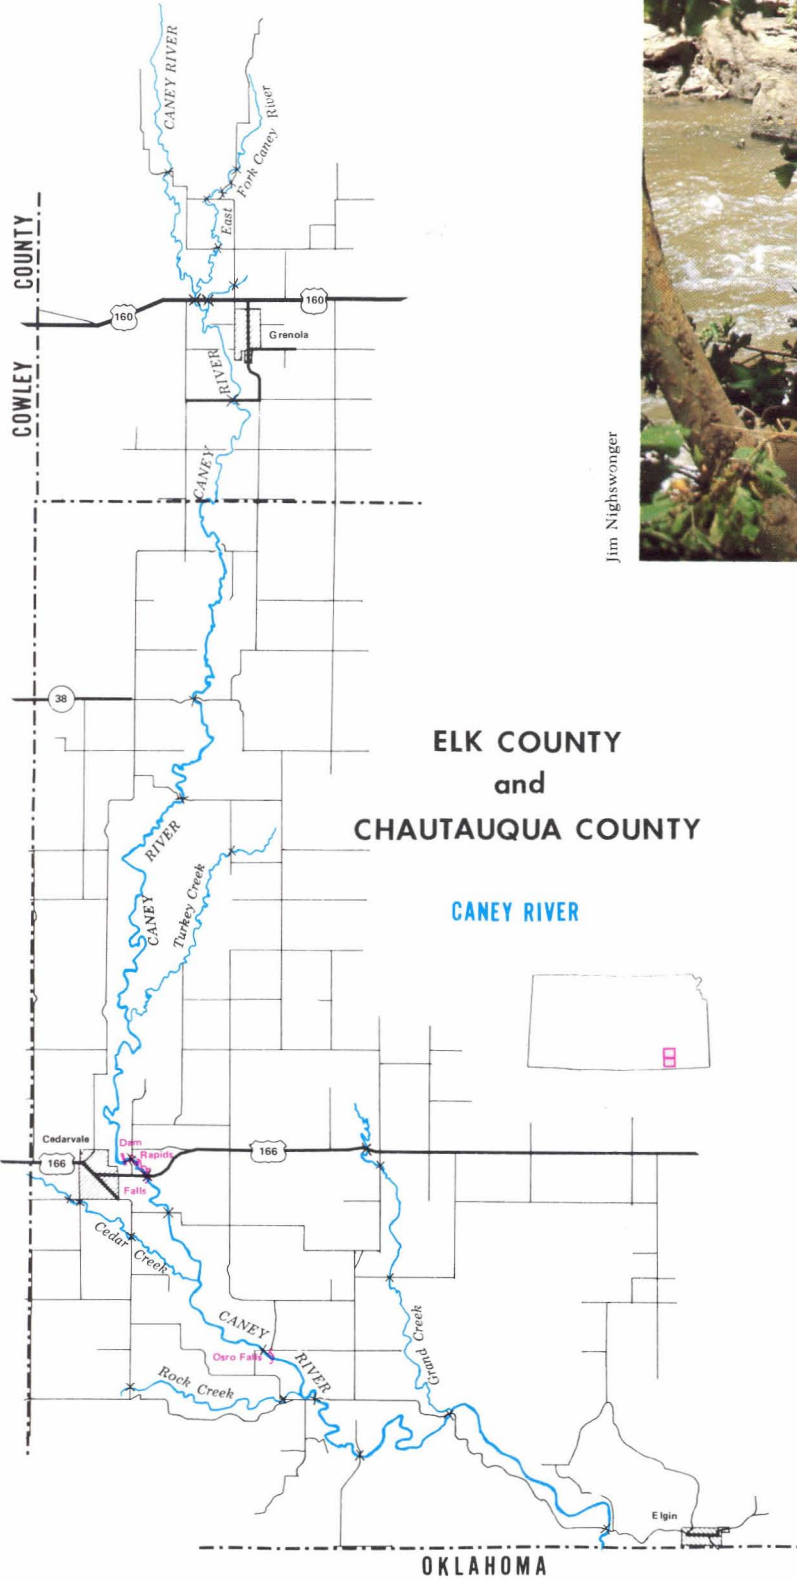 CANEY RIVER
East Fork Caney River
COWLEY COUNTY
160
160
Grenola
CANEY RIVER
Jim Nighswonger
38
ELK COUNTY
and
CHAUTAUQUA COUNTY
CANEY RIVER
CANEY RIVER
Turkey Creek
Cedarvale
Dam
Rapids
166
166
Falls
Cedar Creek
CANEY RIVER
Osro Falls
Rock Creek
Grand Creek
Elgin
OKLAHOMA